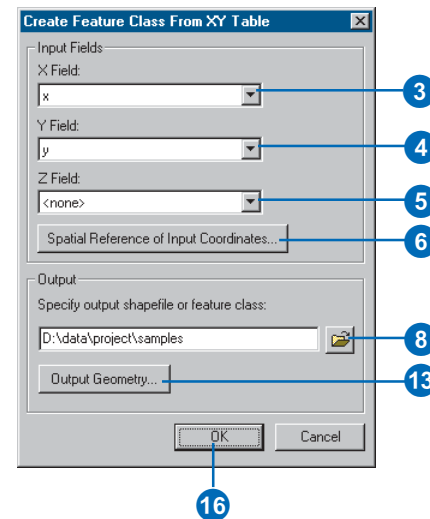 Create Feature Class From XY Table
Input Fields
X Field:
x
3
Y Field:
y
4
Z Field:
<none>
5
Spatial Reference of Input Coordinates...
6
Output
Specify output shapefile or feature class:
D:\data\project\samples
8
Output Geometry...
13
OK
Cancel
16